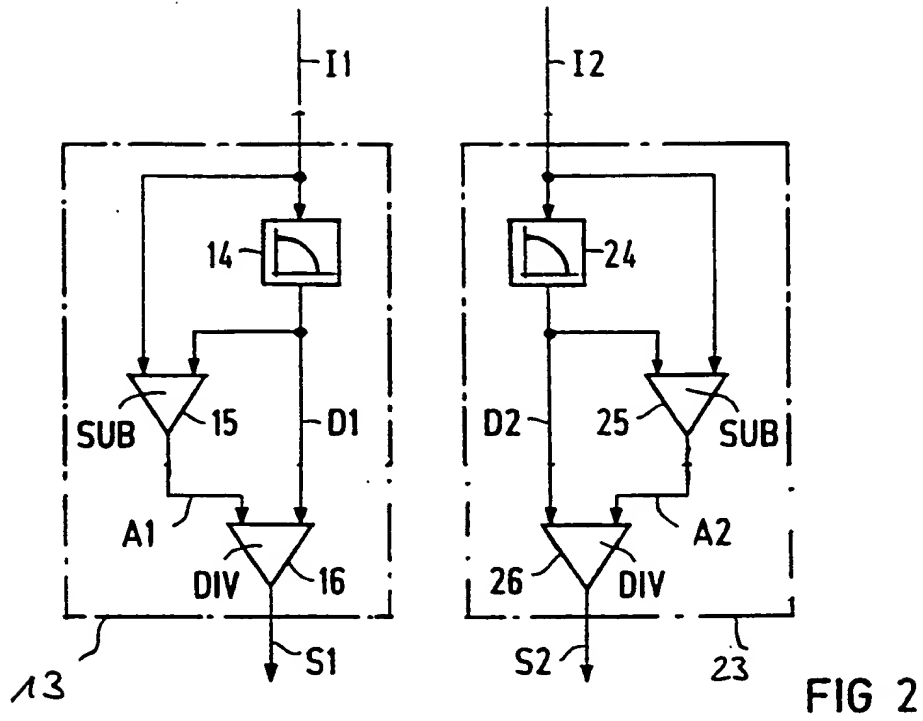 I1 I2
14 24
SUB 15 D1 D2 25 SUB
A1 A2
DIV 16 26 DIV
S1 S2
13 23
FIG 2